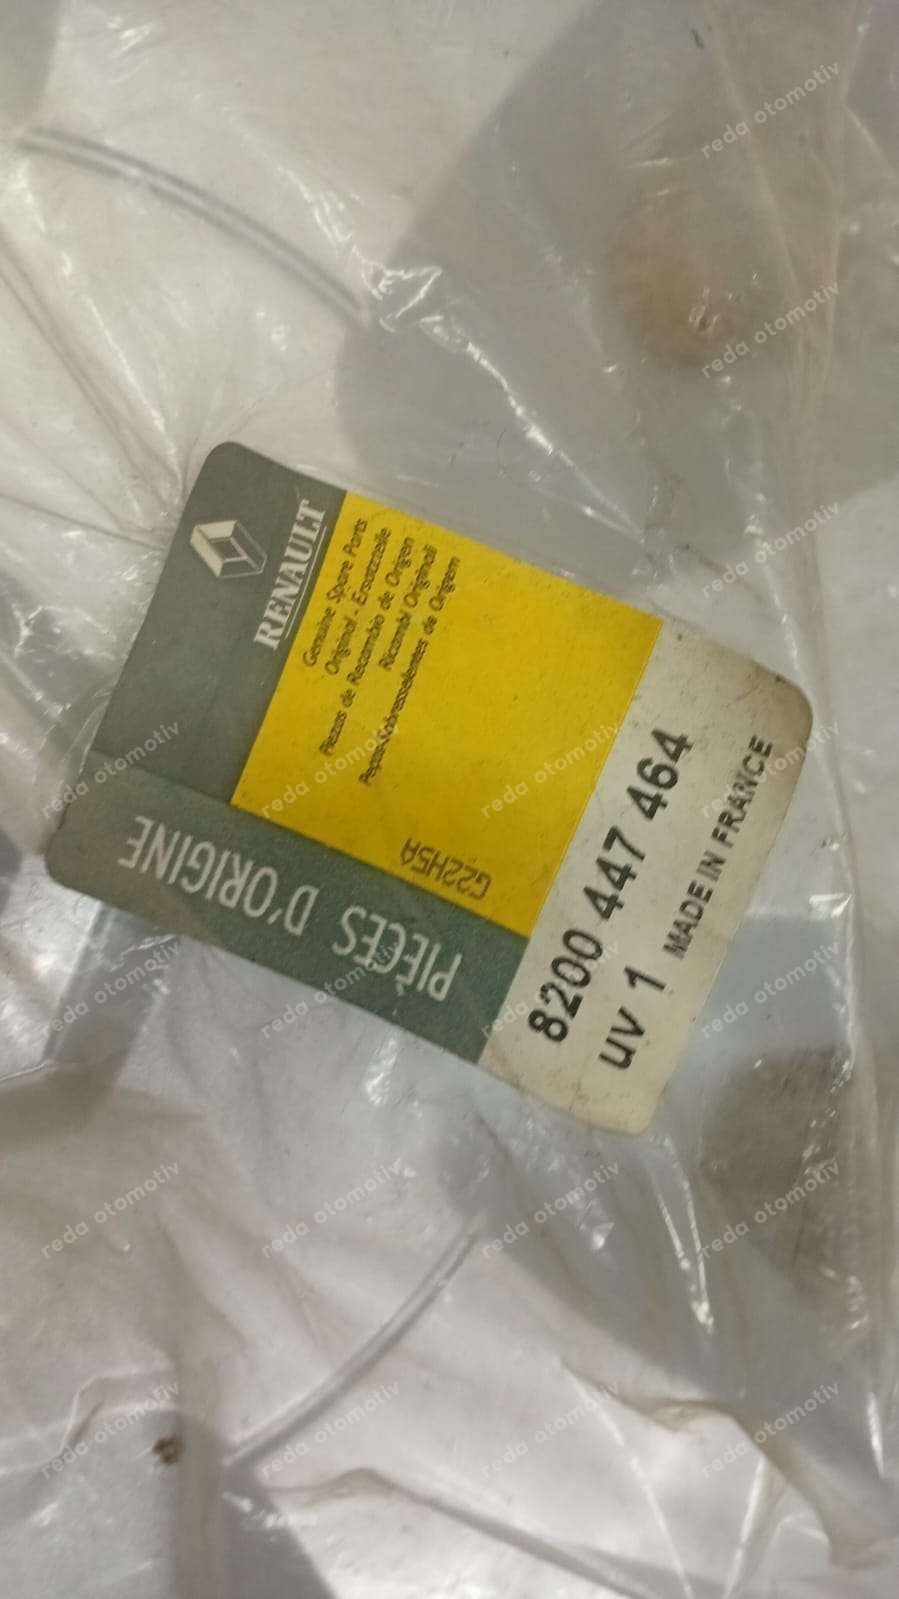 RENAULT
Genuine Spare Parts
Original - Ersatzteile
Piezas de Recambio de Origen
Ricambi Originali
Peças Sobresselentes de Origem
G22H5A
PIÈCES D'ORIGINE
8200 447 464
uv 1 MADE IN FRANCE
reda otomotiv